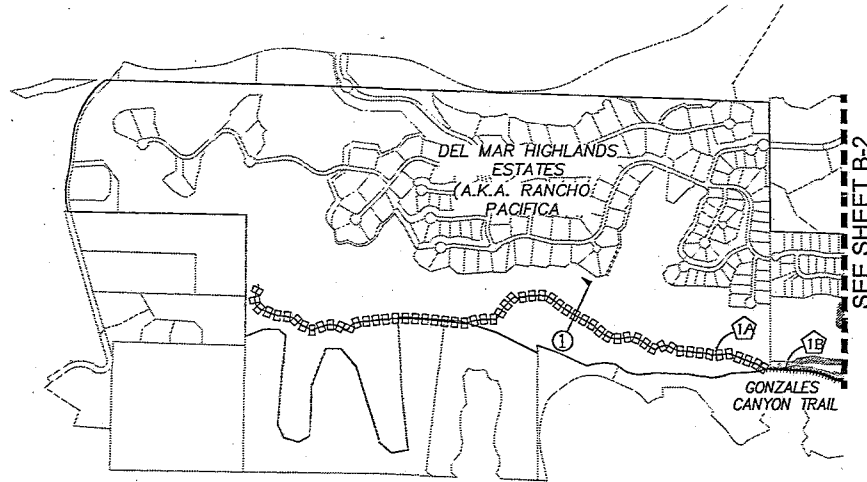 DEL MAR HIGHLANDS
ESTATES
(A.K.A. RANCHO
PACIFICA
SEE SHEET B-2
1
1A
1B
GONZALES
CANYON TRAIL